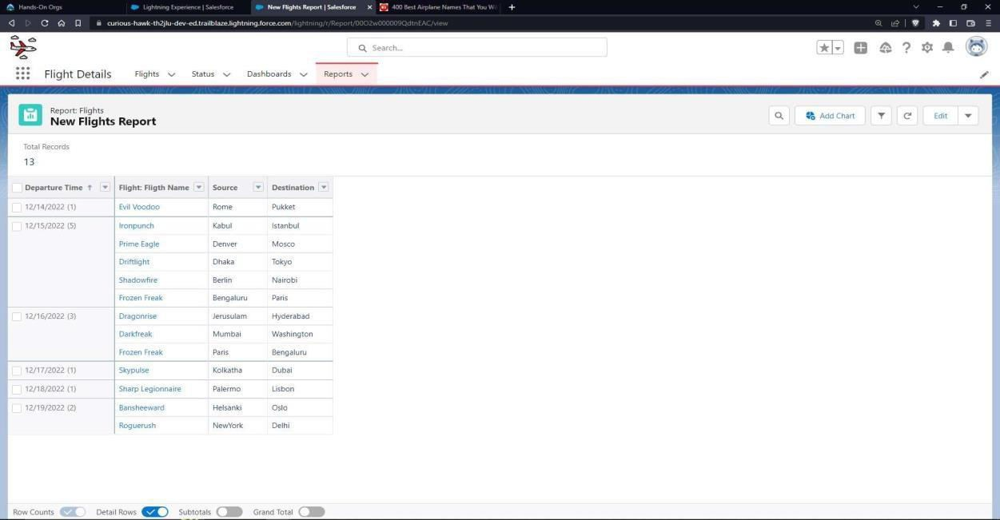 Hands-On Orgs
Lightning Experience | Salesforce
New Flights Report | Salesforce
400 Best Airplane Names That You Wi
curious-hawk-th2jlu-dev-ed.trailblaze.lightning.force.com/lightning/r/Report/00O2w000009QdtnEAC/view
Search...
Flight Details
Flights
Status
Dashboards
Reports
Report: Flights
New Flights Report
Add Chart
Edit
Total Records
13
Departure Time ↑ Flight: Fligth Name Source Destination
12/14/2022 (1) Evil Voodoo Rome Pukket
12/15/2022 (5) Ironpunch Kabul Istanbul
Prime Eagle Denver Mosco
Driftlight Dhaka Tokyo
Shadowfire Berlin Nairobi
Frozen Freak Bengaluru Paris
12/16/2022 (3) Dragonrise Jerusulam Hyderabad
Darkfreak Mumbai Washington
Frozen Freak Paris Bengaluru
12/17/2022 (1) Skypulse Kolkatha Dubai
12/18/2022 (1) Sharp Legionnaire Palermo Lisbon
12/19/2022 (2) Bansheeward Helsanki Oslo
Roguerush NewYork Delhi
Row Counts Detail Rows Subtotals Grand Total